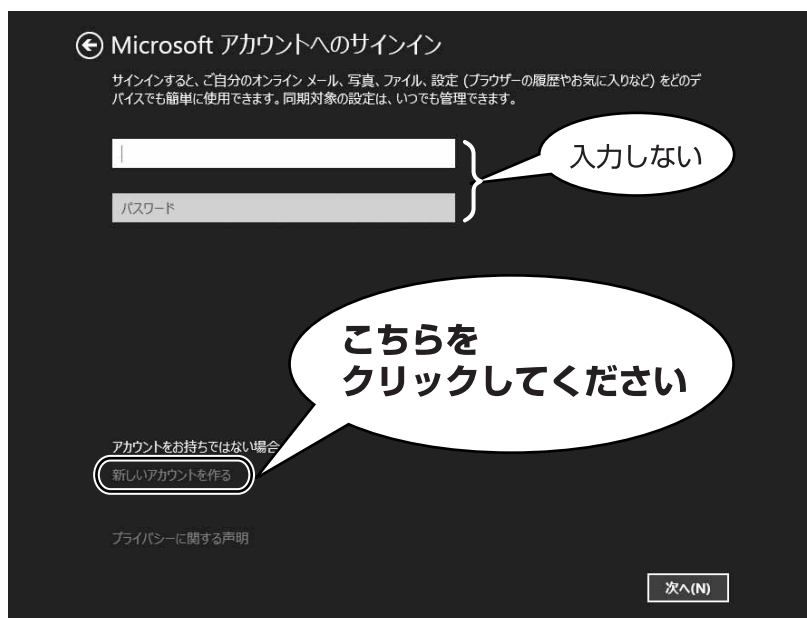 Microsoft アカウントへのサインイン
サインインすると、ご自分のオンライン メール、写真、ファイル、設定 (ブラウザーの履歴やお気に入りなど) をどのデ
バイスでも簡単に使用できます。同期対象の設定は、いつでも管理できます。
入力しない
パスワード
こちらを
クリックしてください
アカウントをお持ちではない場合
新しいアカウントを作る
プライバシーに関する声明
次へ(N)